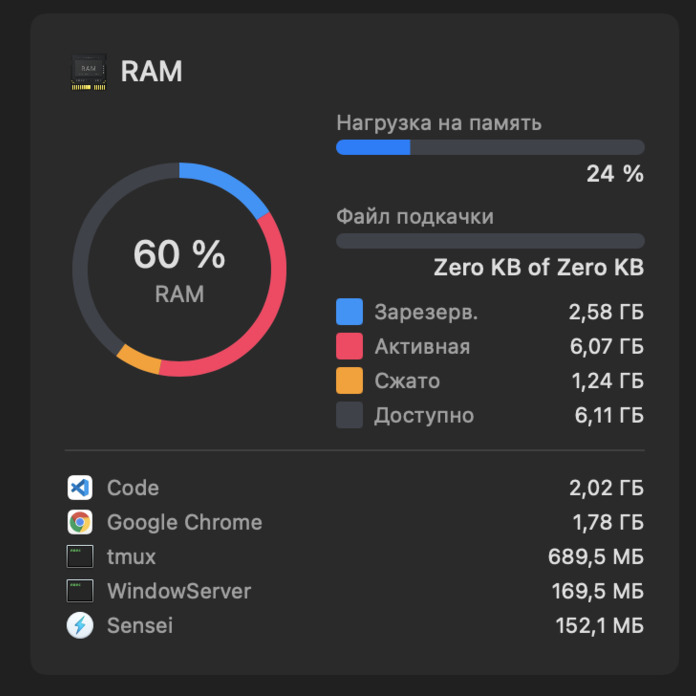 RAM
Нагрузка на память
24 %
Файл подкачки
Zero KB of Zero KB
60 %
RAM
Зарезерв. 2,58 ГБ
Активная 6,07 ГБ
Сжато 1,24 ГБ
Доступно 6,11 ГБ
Code 2,02 ГБ
Google Chrome 1,78 ГБ
tmux 689,5 МБ
WindowServer 169,5 МБ
Sensei 152,1 МБ